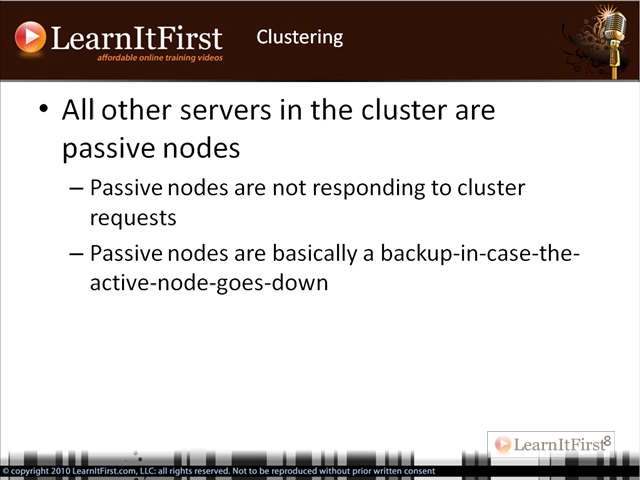 LearnItFirst
affordable online training videos
Clustering
• All other servers in the cluster are
passive nodes
– Passive nodes are not responding to cluster
requests
– Passive nodes are basically a backup-in-case-the-
active-node-goes-down
LearnItFirst
8
© copyright 2010 LearnItFirst.com, LLC: all rights reserved. Not to be reproduced without prior written consent